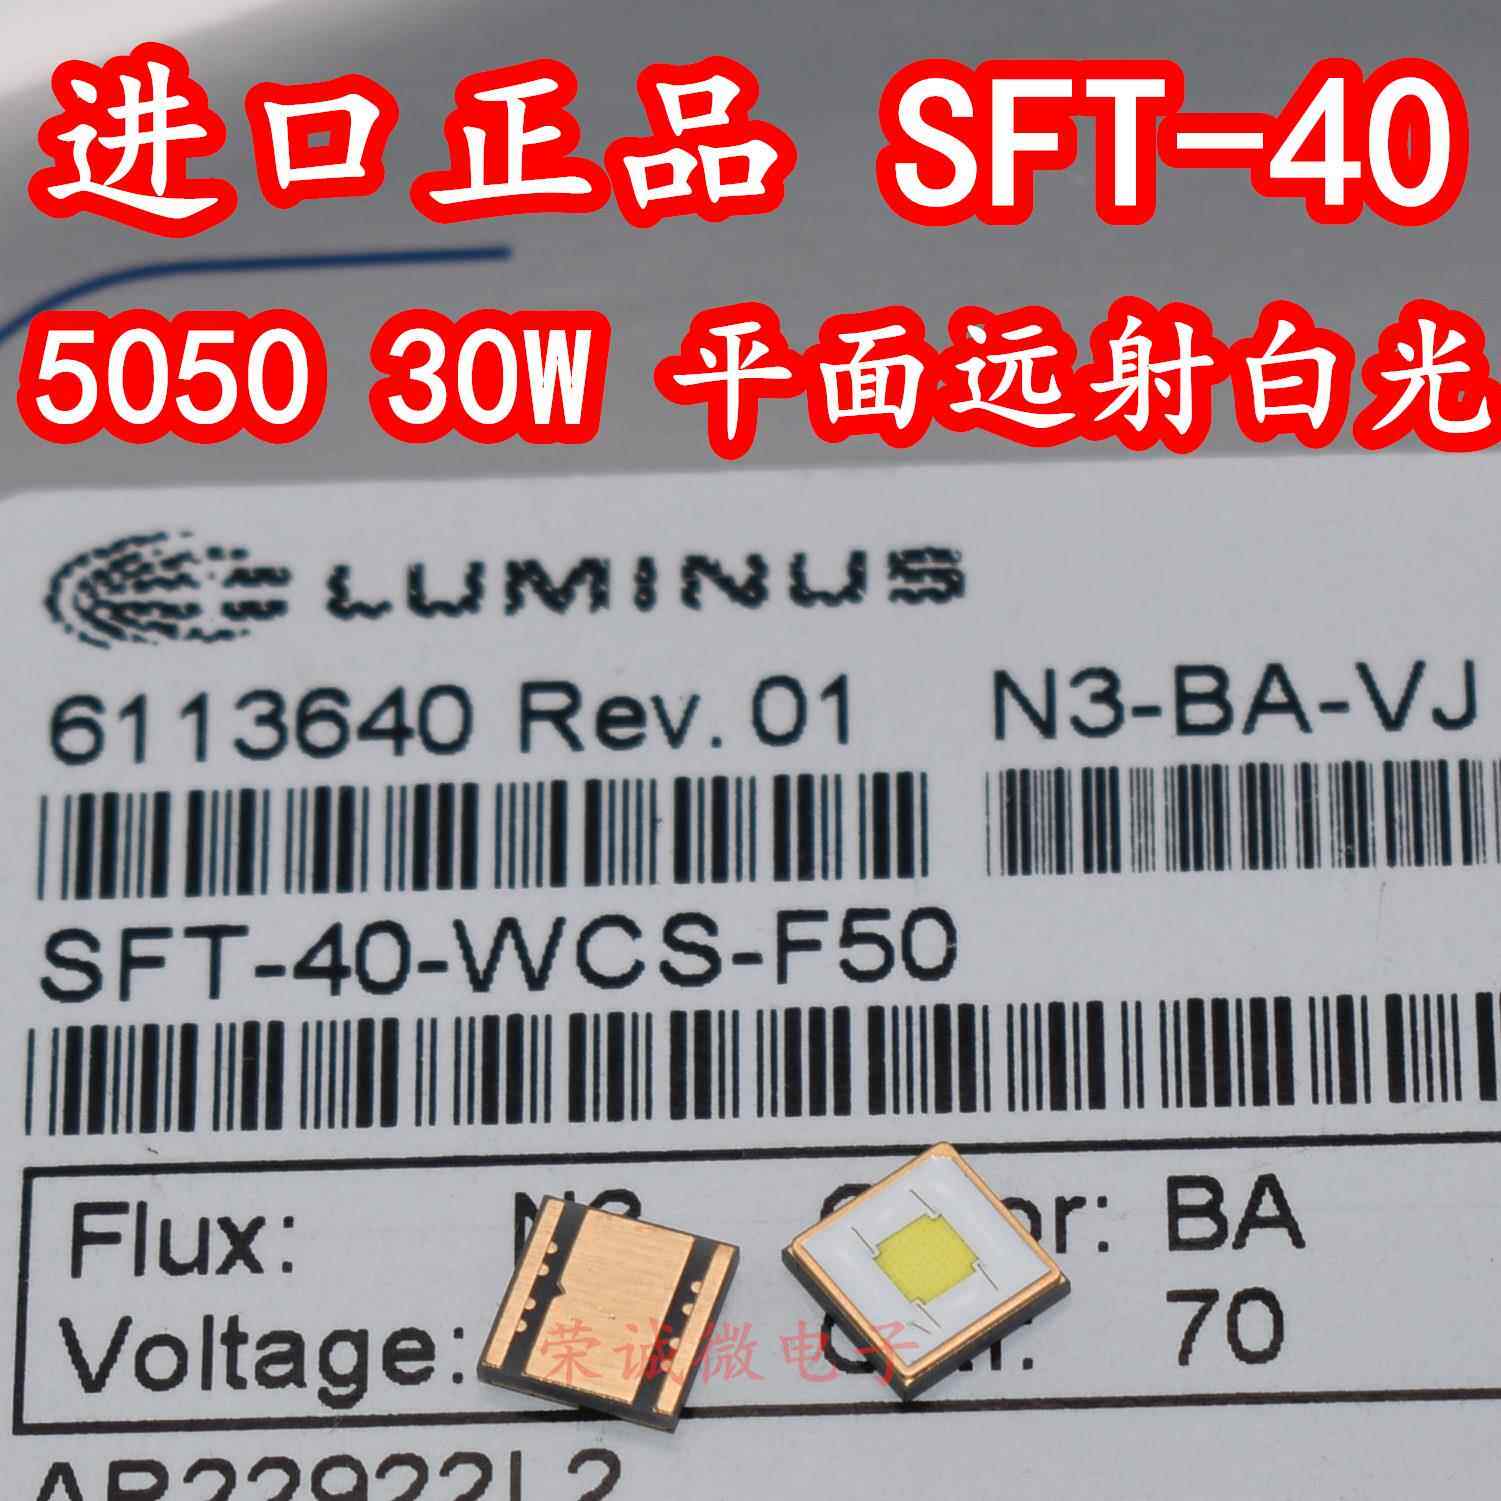 进口正品 SFT-40
5050 30W 平面远射白光
LUMINUS
6113640 Rev. 01 N3-BA-VJ
SFT-40-WCS-F50
Flux: N3 BA
Voltage: 70
荣诚微电子